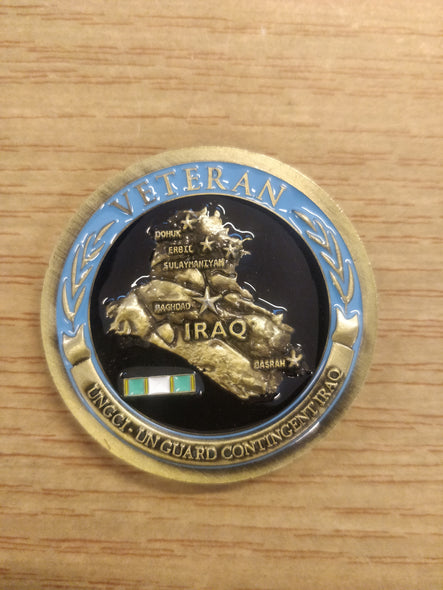 VETERAN
DOHUK
ERBIL
SULAYMANIYAH
BAGHDAD
IRAQ
BASRAH
UNGCI - UN GUARD CONTINGENT IRAQ